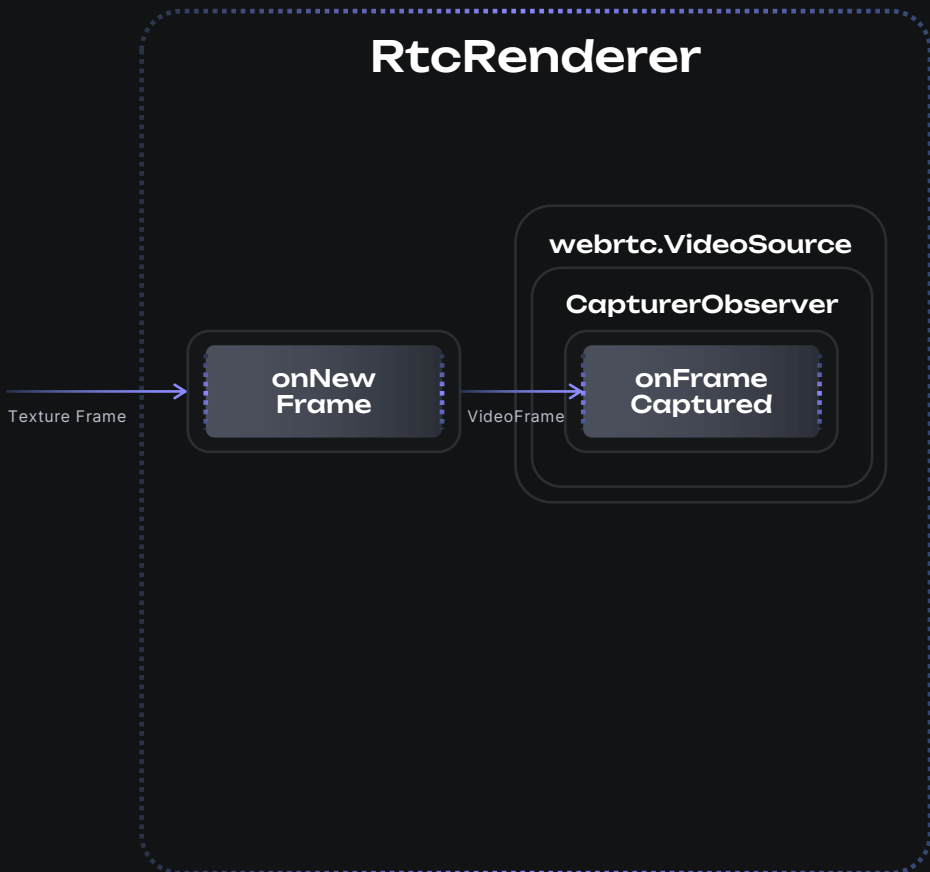 RtcRenderer
webrtc.VideoSource
CapturerObserver
onNew
Frame
onFrame
Captured
Texture Frame
VideoFrame